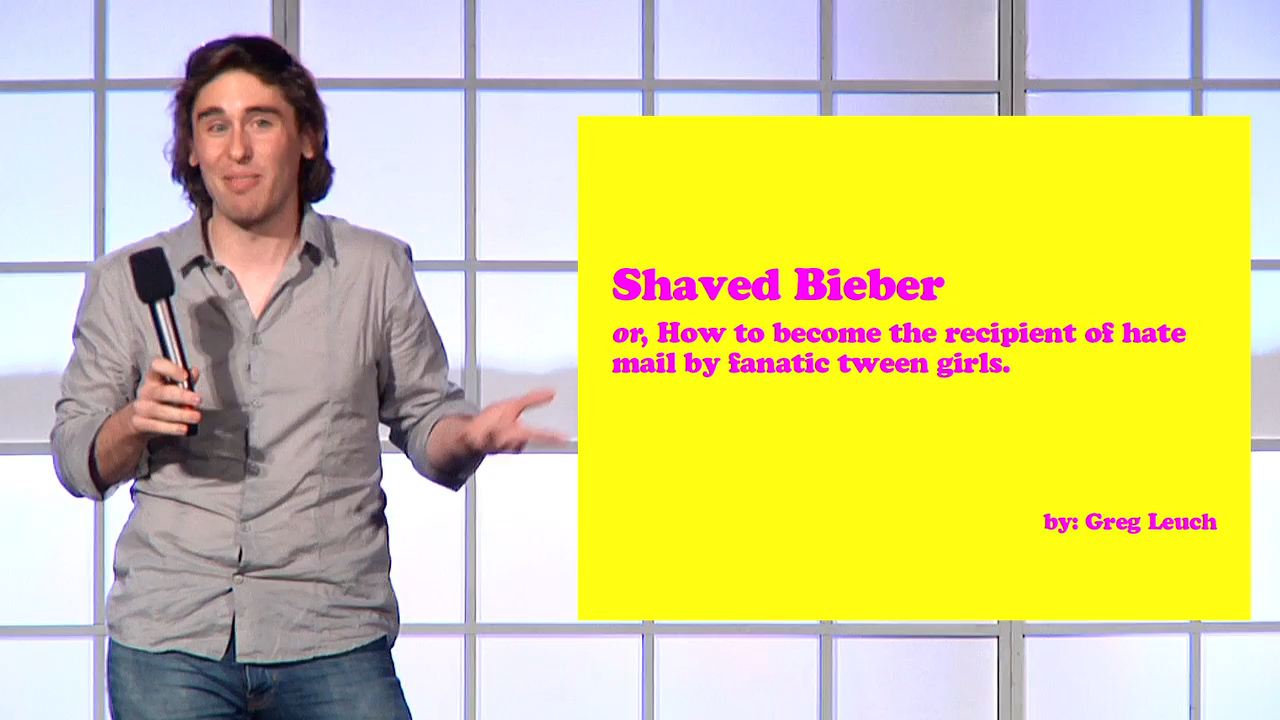 Shaved Bieber
or, How to become the recipient of hate
mail by fanatic tween girls.
by: Greg Leuch